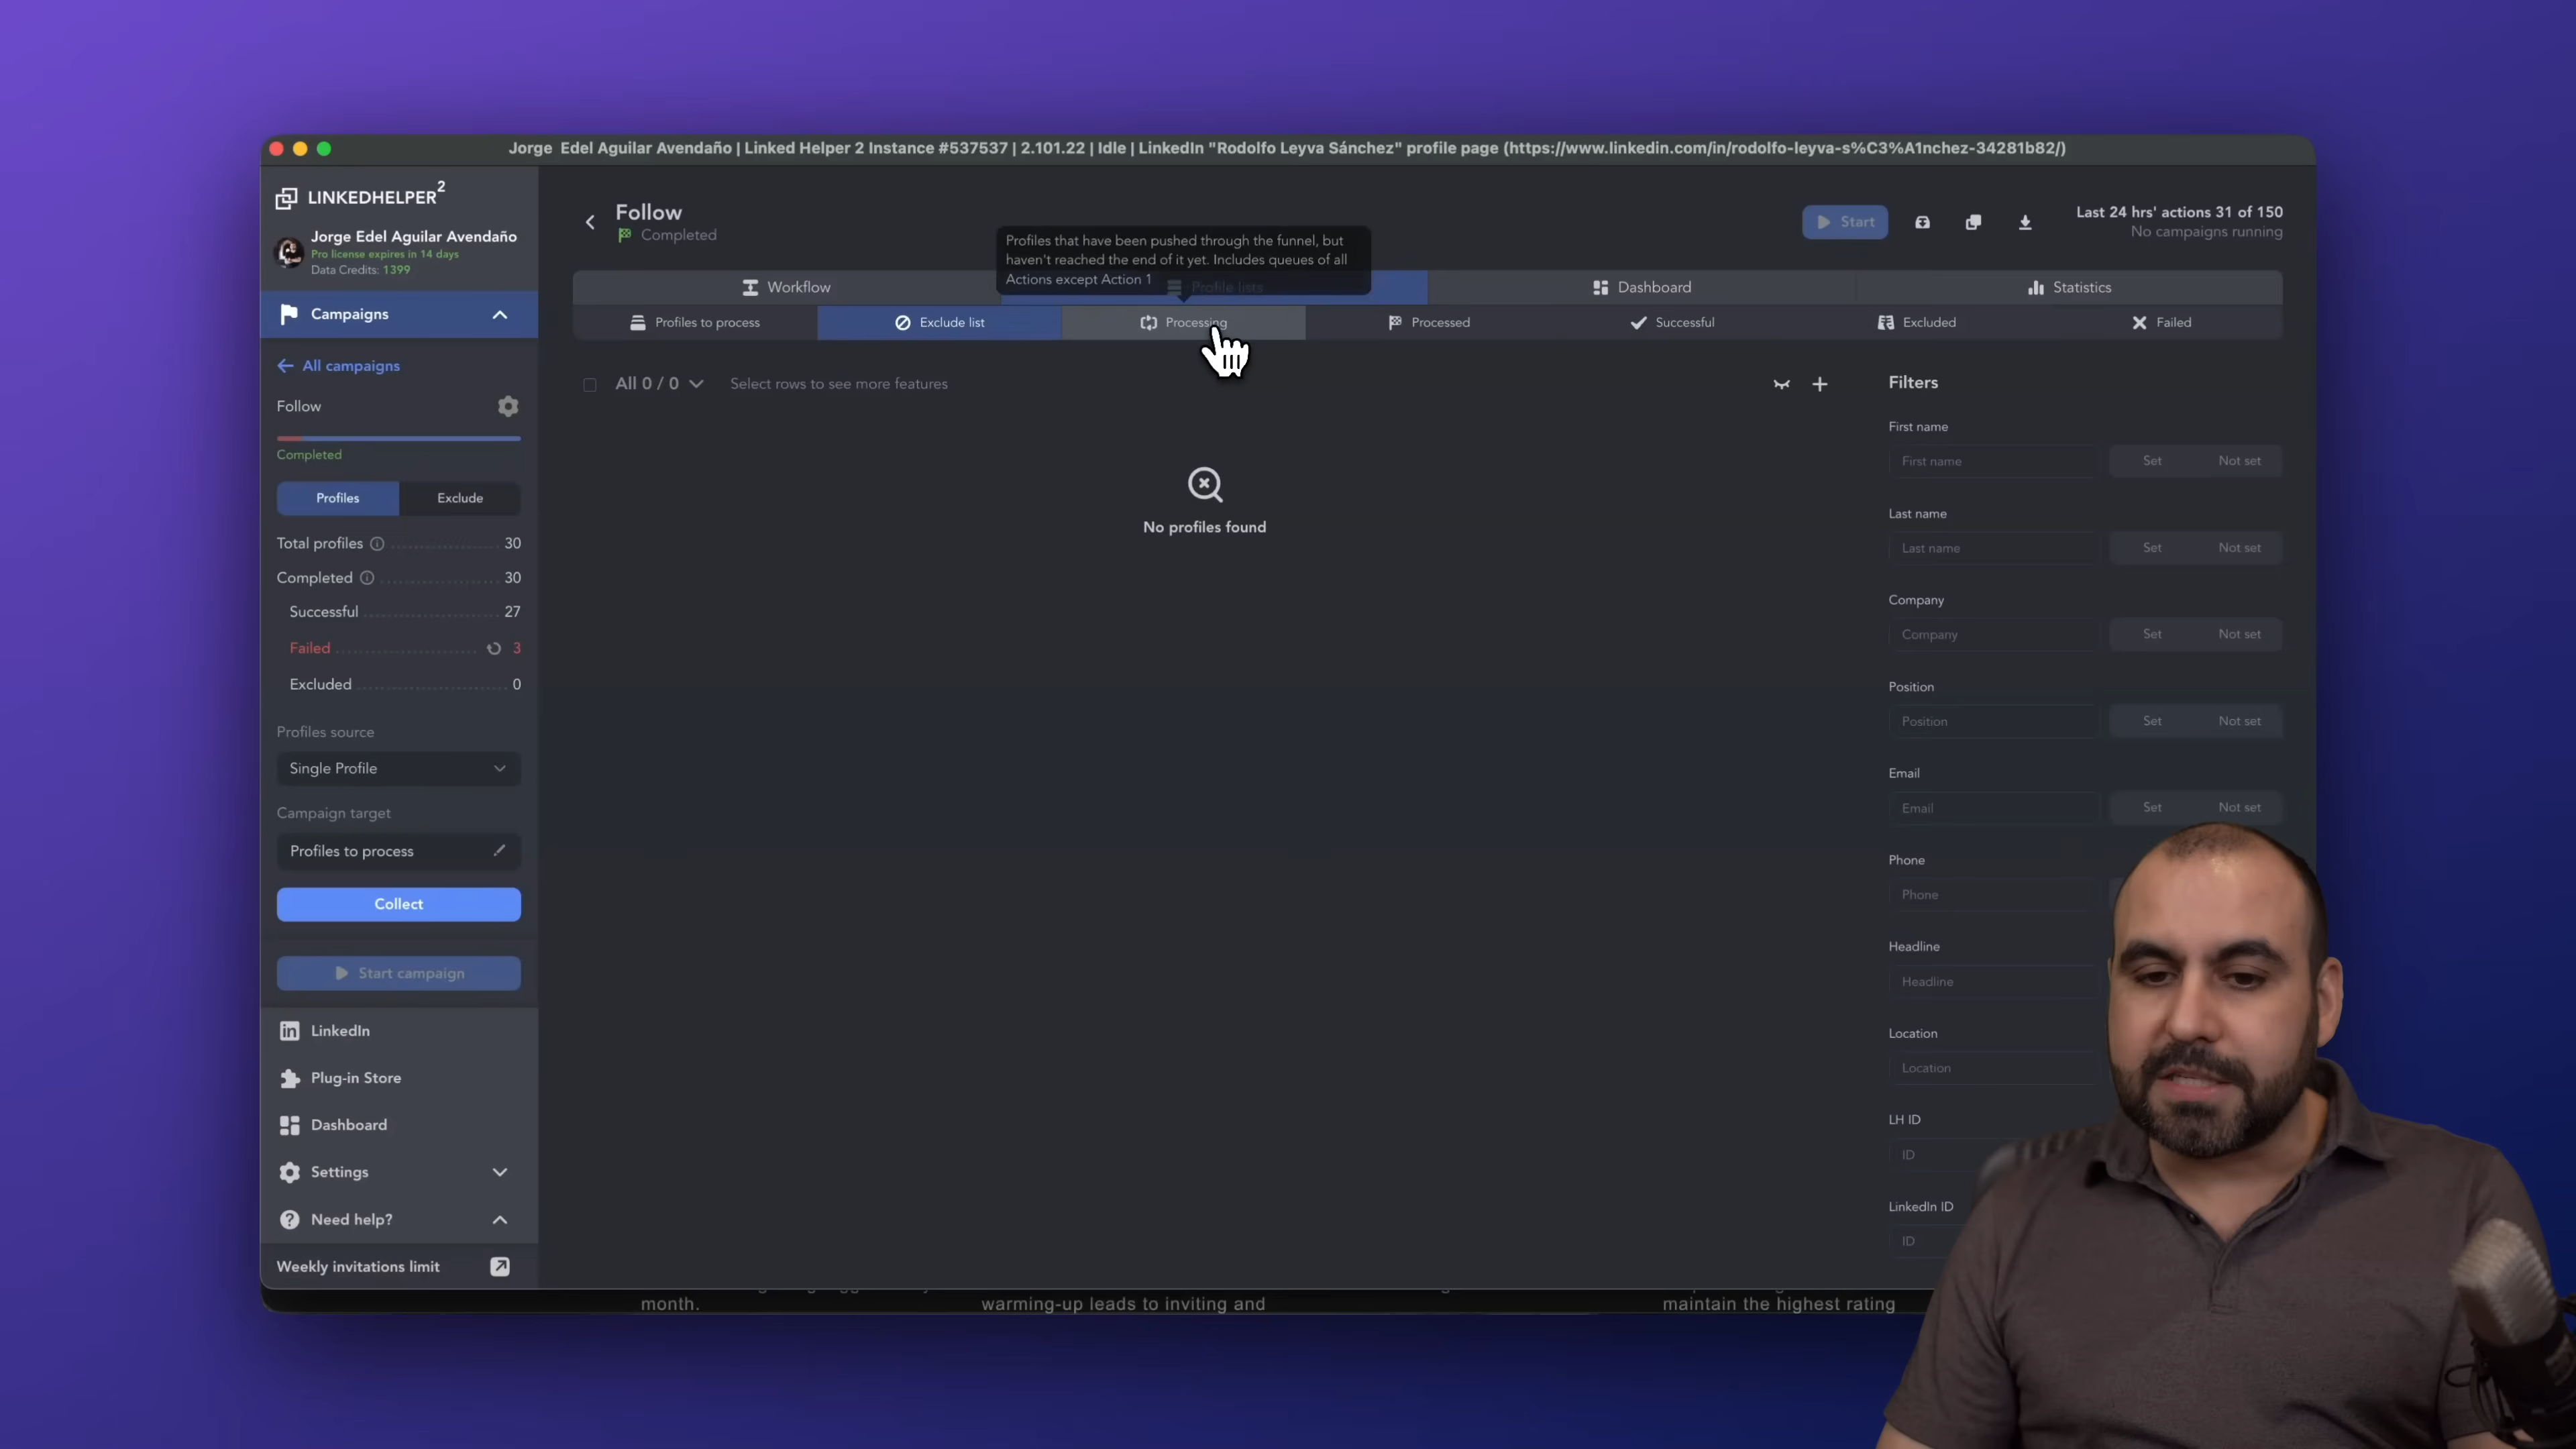 Jorge Edel Aguilar Avendaño | Linked Helper 2 Instance #537537 | 2.101.22 | Idle | LinkedIn "Rodolfo Leyva Sánchez" profile page (https://www.linkedin.com/in/rodolfo-leyva-s%C3%A1nchez-34281b82/)
LINKEDHELPER 2
Jorge Edel Aguilar Avendaño
Pro license expires in 14 days
Data Credits: 1399
Campaigns
All campaigns
Follow
Completed
Profiles Exclude
Total profiles 30
Completed 30
Successful 27
Failed 3
Excluded 0
Profiles source
Single Profile
Campaign target
Profiles to process
Collect
Start campaign
LinkedIn
Plug-in Store
Dashboard
Settings
Need help?
Weekly invitations limit
Follow
Completed
Start
Last 24 hrs' actions 31 of 150
No campaigns running
Profiles that have been pushed through the funnel, but
haven't reached the end of it yet. Includes queues of all
Actions except Action 1
Workflow Profile lists Dashboard Statistics
Profiles to process Exclude list Processing Processed Successful Excluded Failed
All 0 / 0 Select rows to see more features
No profiles found
Filters
First name
First name Set Not set
Last name
Last name Set Not set
Company
Company Set Not set
Position
Position Set Not set
Email
Email Set Not set
Phone
Phone
Headline
Headline
Location
Location
LH ID
ID
LinkedIn ID
ID
month. warming-up leads to inviting and maintain the highest rating